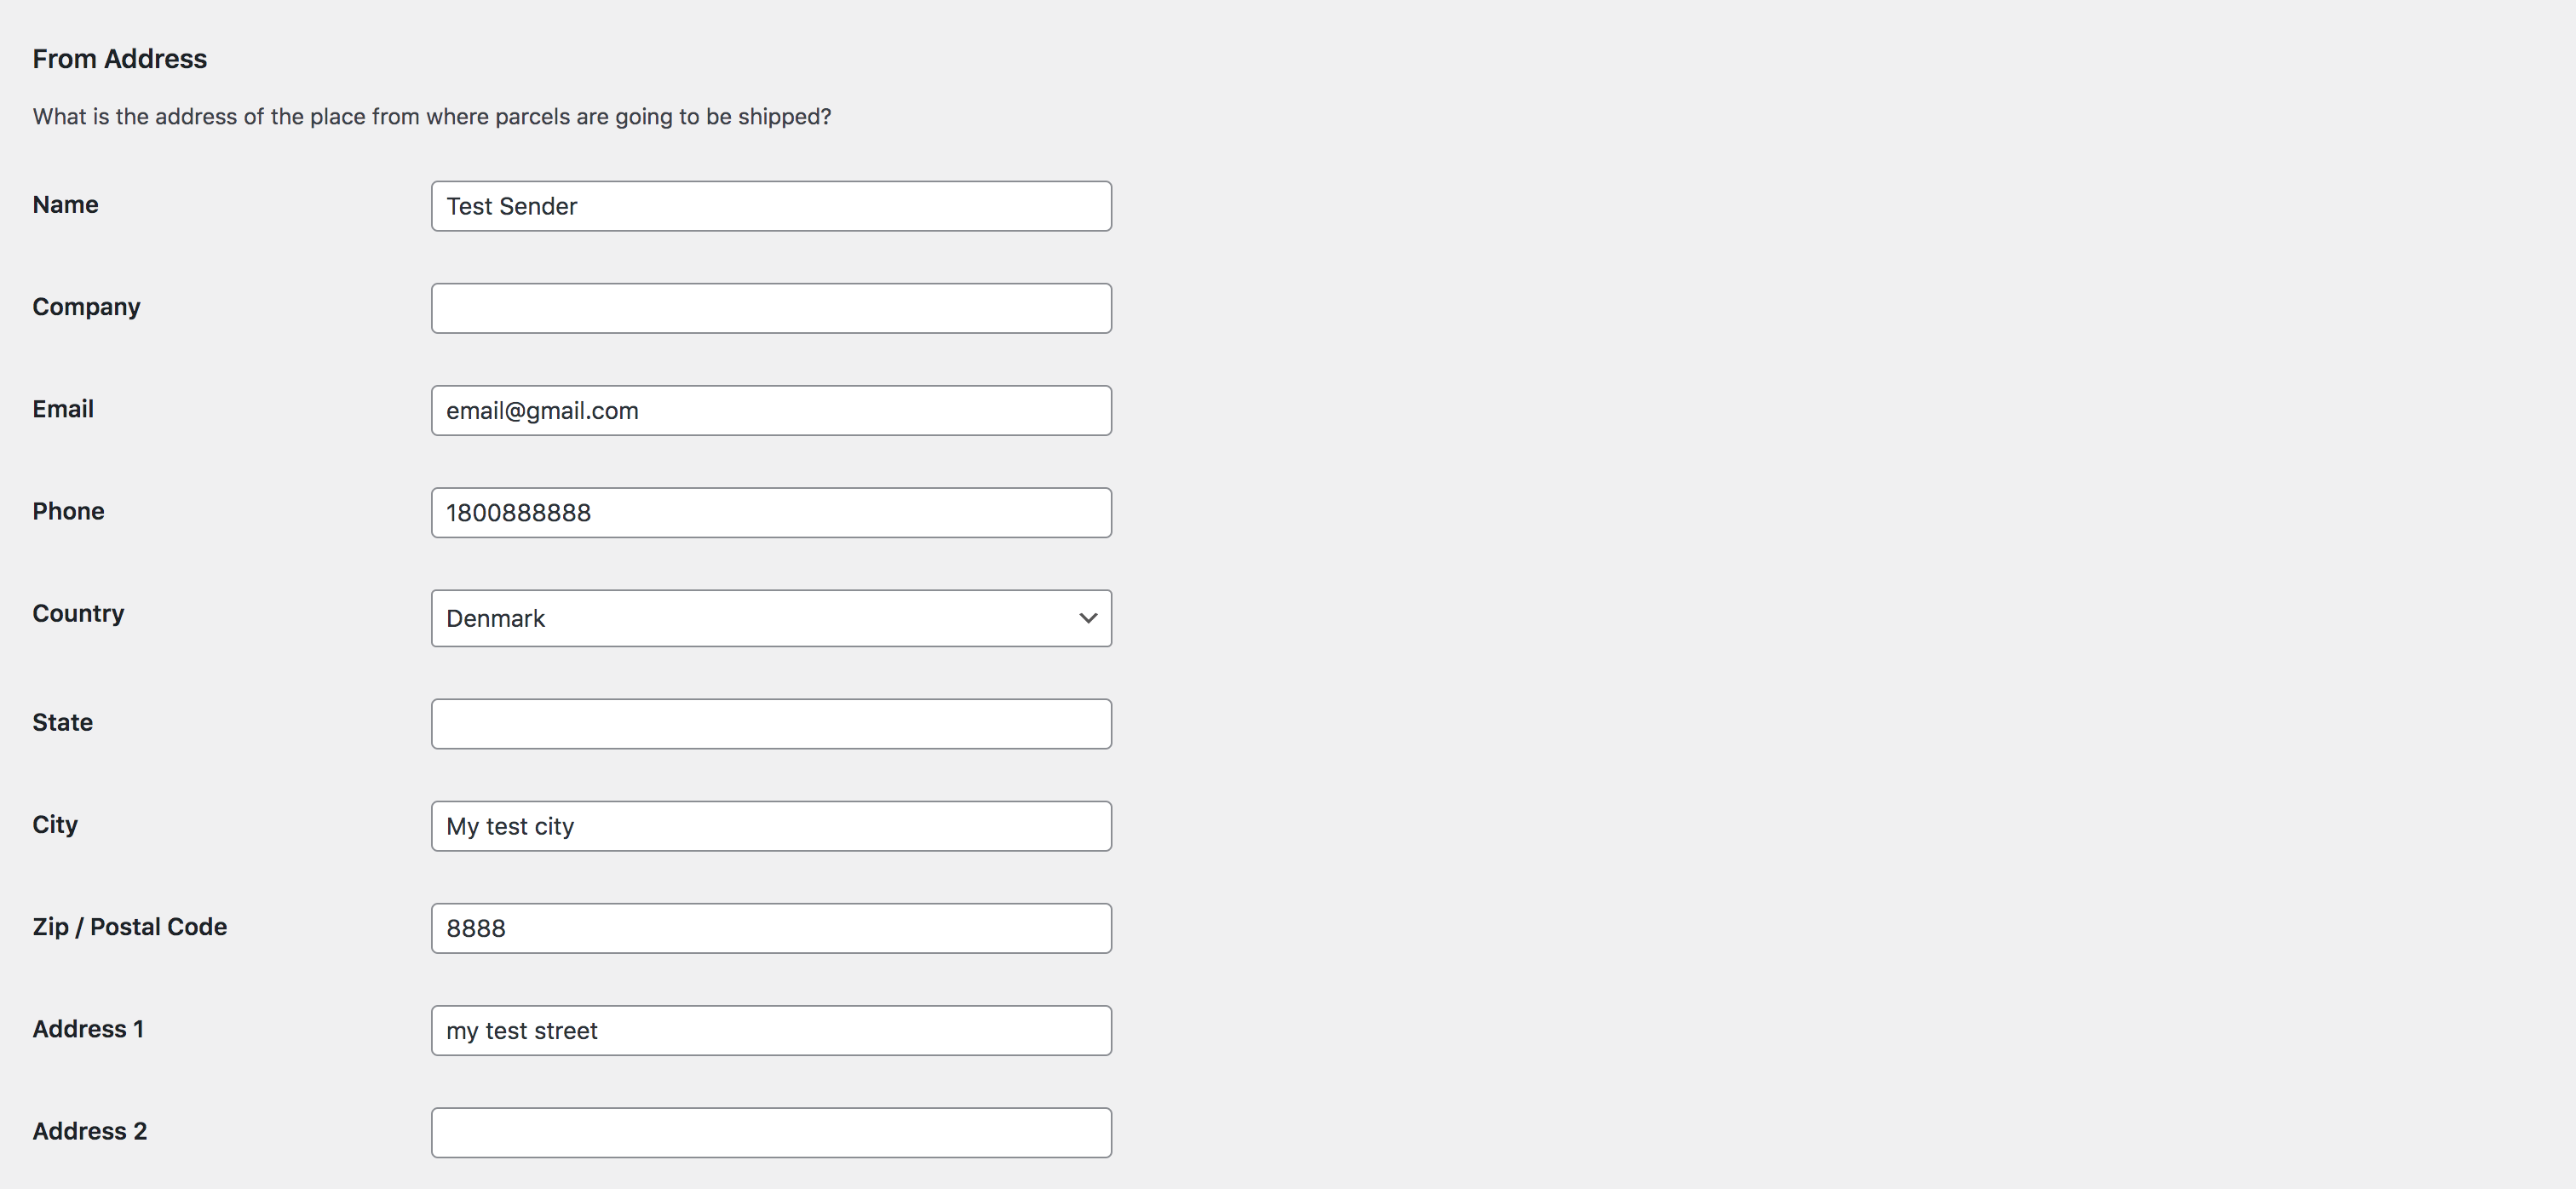 From Address
What is the address of the place from where parcels are going to be shipped?
Name Test Sender
Company
Email email@gmail.com
Phone 1800888888
Country Denmark
State
City My test city
Zip / Postal Code 8888
Address 1 my test street
Address 2